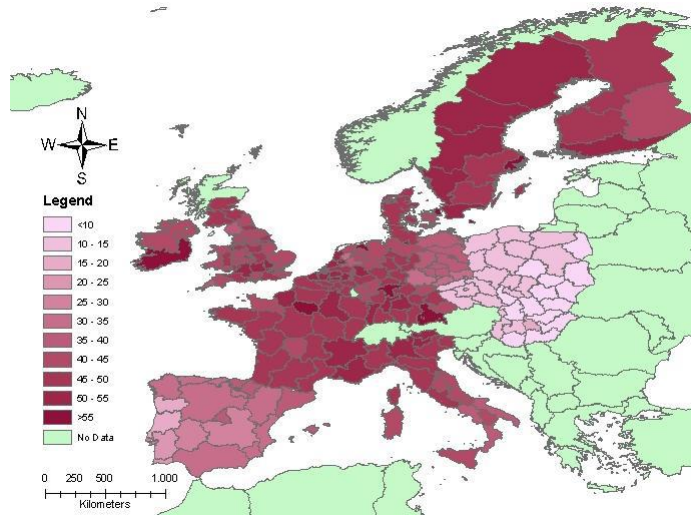 N
W E
S
Legend
<10
10 - 15
15 - 20
20 - 25
25 - 30
30 - 35
35 - 40
40 - 45
45 - 50
50 - 55
>55
No Data
0 250 500 1.000
Kilometers